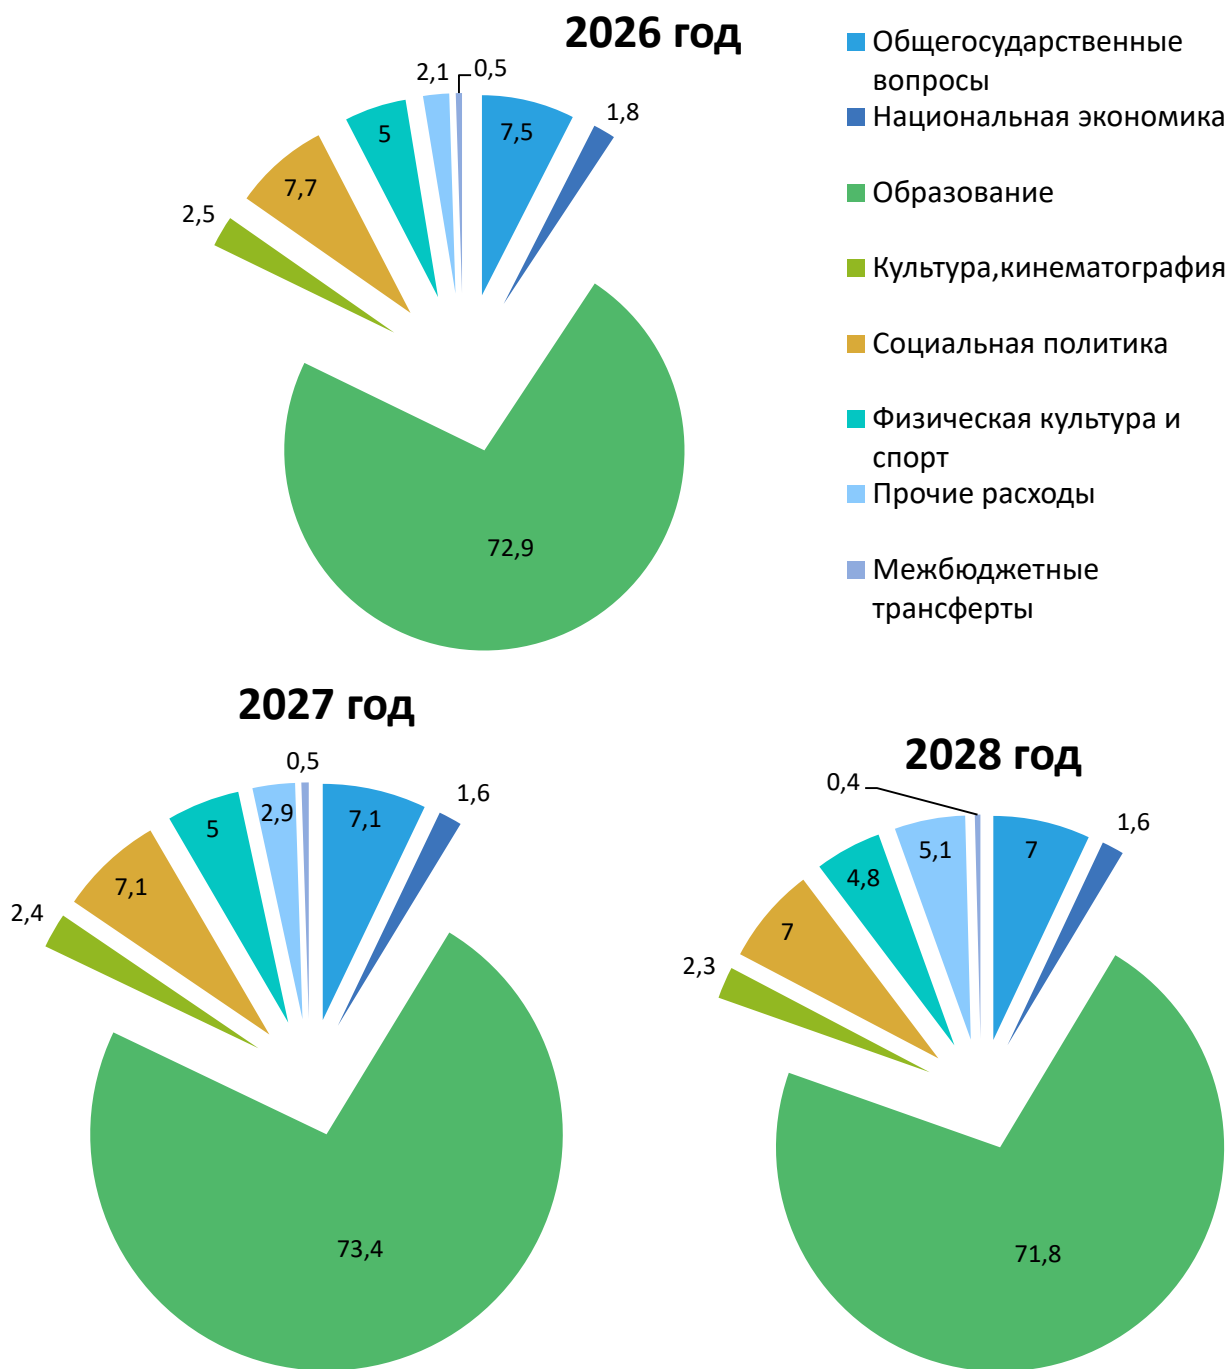 2026 год
2,1
0,5
7,5
1,8
5
7,7
2,5
72,9
Общегосударственные
вопросы
Национальная экономика
Образование
Культура,кинематография
Социальная политика
Физическая культура и
спорт
Прочие расходы
Межбюджетные
трансферты
2027 год
0,5
2,9
7,1
1,6
5
7,1
2,4
73,4
2028 год
0,4
5,1
7
1,6
4,8
7
2,3
71,8